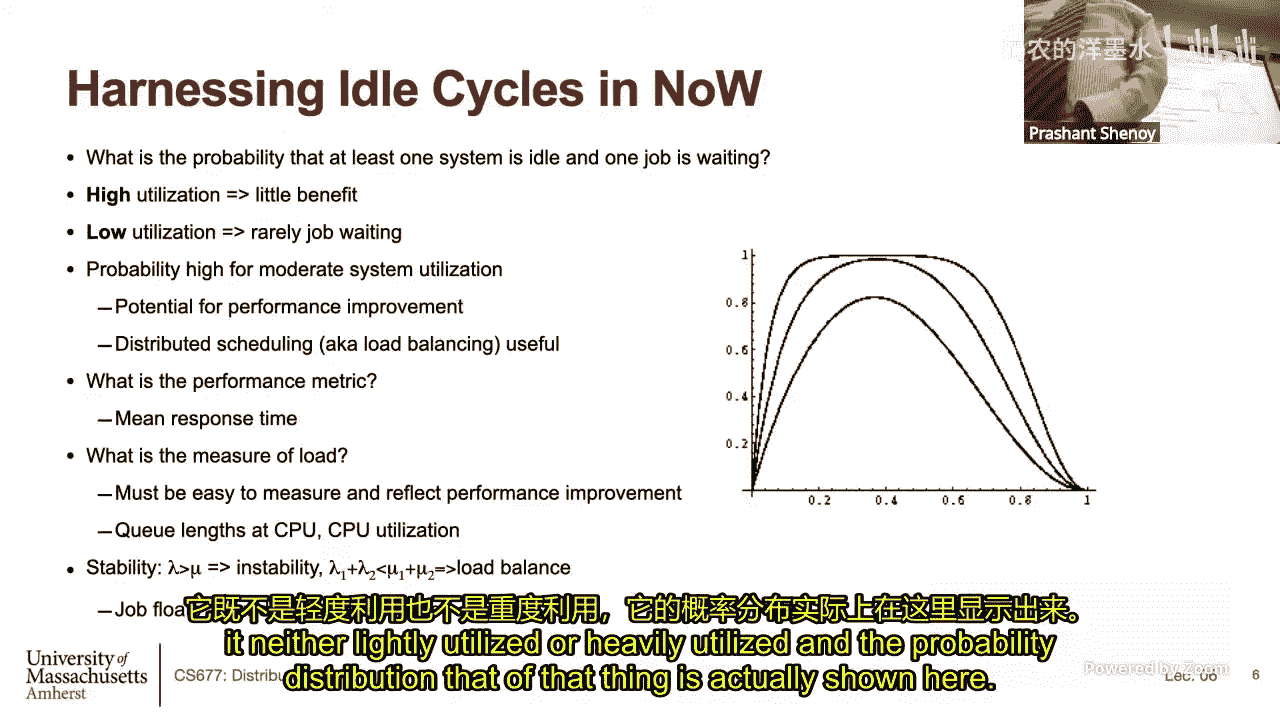 农的洋墨水 bilibili
Prashant Shenoy
Harnessing Idle Cycles in NoW
• What is the probability that at least one system is idle and one job is waiting?
• High utilization => little benefit
• Low utilization => rarely job waiting
• Probability high for moderate system utilization
—Potential for performance improvement
—Distributed scheduling (aka load balancing) useful
• What is the performance metric?
—Mean response time
• What is the measure of load?
—Must be easy to measure and reflect performance improvement
—Queue lengths at CPU, CPU utilization
• Stability: λ>μ => instability, λ₁+λ₂<μ₁+μ₂=>load balance
—Job floa
1
0.8
0.6
0.4
0.2
0.2 0.4 0.6 0.8 1
它既不是轻度利用也不是重度利用，它的概率分布实际上在这里显示出来。
it neither lightly utilized or heavily utilized and the probability
distribution that of that thing is actually shown here.
University of
Massachusetts
Amherst
CS677: Distribu
Powered by Zoom
Lec. 06
6